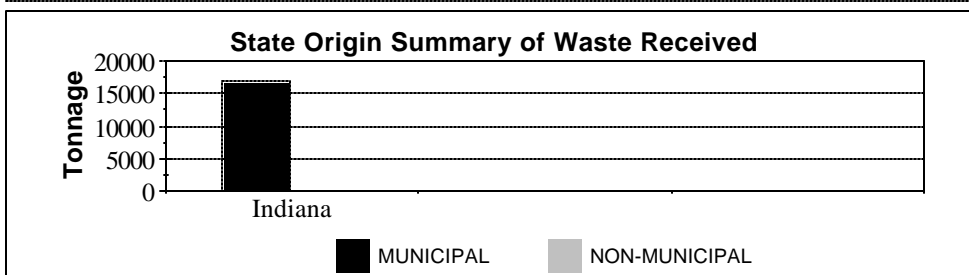 State Origin Summary of Waste Received
Tonnage
20000
15000
10000
5000
0
Indiana
MUNICIPAL NON-MUNICIPAL